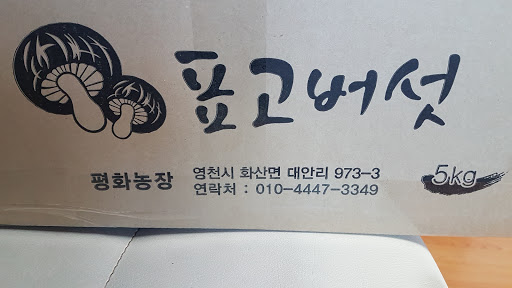 표고버섯
평화농장
영천시 화산면 대안리 973-3
연락처 : 010-4447-3349
5kg